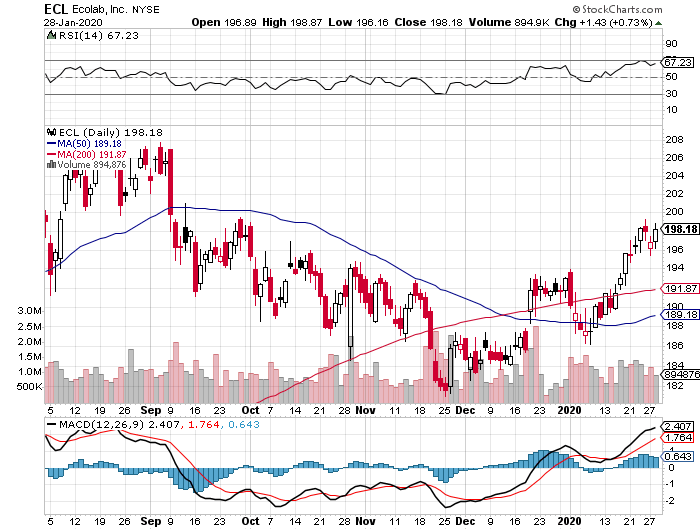 ECL Ecolab, Inc. NYSE © StockCharts.com
28-Jan-2020 Open 196.89 High 198.87 Low 196.16 Close 198.18 Volume 894.9K Chg +1.43 (+0.73%)
RSI(14) 67.23
90
70
67.23
50
30
10
ECL (Daily) 198.18
MA(50) 189.18
MA(200) 191.87
Volume 894,876
208
206
204
202
200
198.18
196
194
191.87
190
189.18
188
186
184
894876
182
3.0M
2.5M
2.0M
1.5M
1.0M
500K
5 12 19 26 Sep 9 16 23 Oct 7 14 21 28 Nov 11 18 25 Dec 9 16 23 2020 13 21 27
MACD(12,26,9) 2.407, 1.764, 0.643
2.407
1.764
0.643
0
-1
-2
5 12 19 26 Sep 9 16 23 Oct 7 14 21 28 Nov 11 18 25 Dec 9 16 23 2020 13 21 27